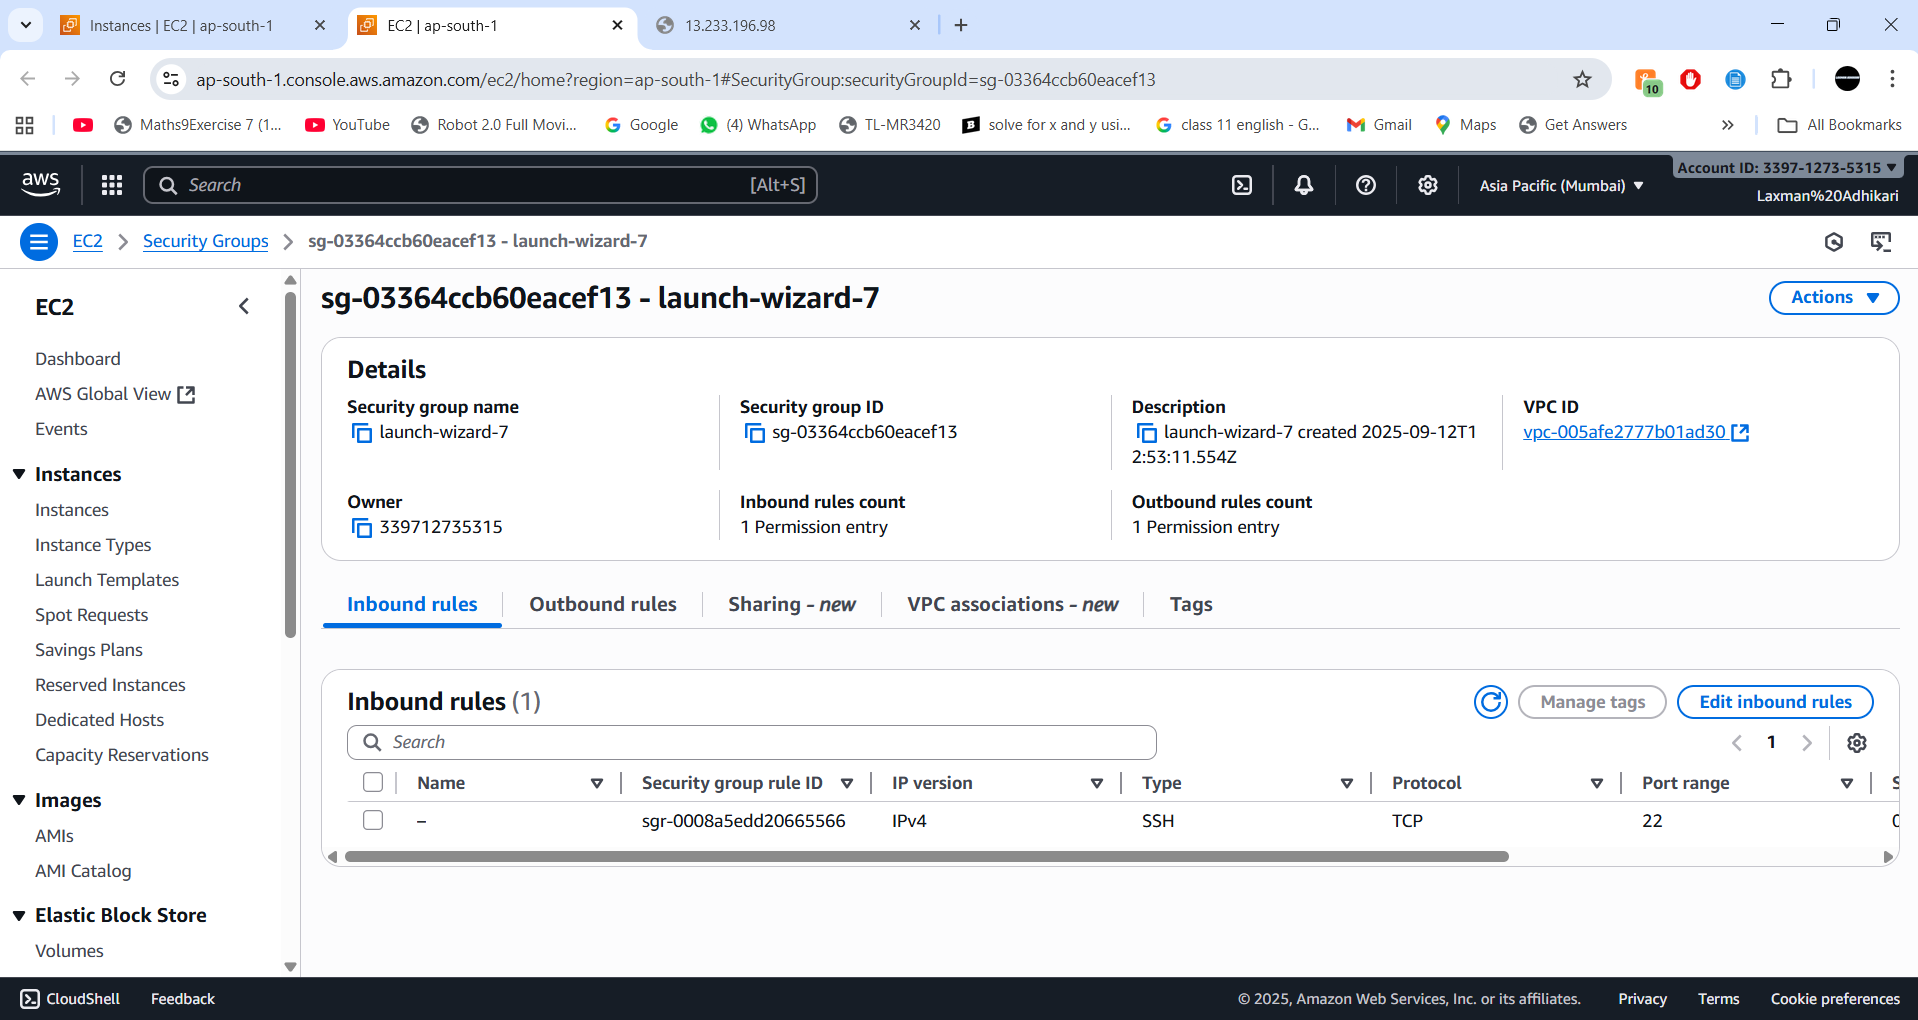 Instances | EC2 | ap-south-1
EC2 | ap-south-1
13.233.196.98
ap-south-1.console.aws.amazon.com/ec2/home?region=ap-south-1#SecurityGroup:securityGroupId=sg-03364ccb60eacef13
10
Maths9Exercise 7 (1...
YouTube
Robot 2.0 Full Movi...
Google
(4) WhatsApp
TL-MR3420
solve for x and y usi...
class 11 english - G...
Gmail
Maps
Get Answers
All Bookmarks
aws
Search
[Alt+S]
Asia Pacific (Mumbai)
Account ID: 3397-1273-5315
Laxman%20Adhikari
EC2
Security Groups
sg-03364ccb60eacef13 - launch-wizard-7
EC2
Dashboard
AWS Global View
Events
Instances
Instances
Instance Types
Launch Templates
Spot Requests
Savings Plans
Reserved Instances
Dedicated Hosts
Capacity Reservations
Images
AMIs
AMI Catalog
Elastic Block Store
Volumes
sg-03364ccb60eacef13 - launch-wizard-7
Actions
Details
Security group name
launch-wizard-7
Security group ID
sg-03364ccb60eacef13
Description
launch-wizard-7 created 2025-09-12T1
2:53:11.554Z
VPC ID
vpc-005afe2777b01ad30
Owner
339712735315
Inbound rules count
1 Permission entry
Outbound rules count
1 Permission entry
Inbound rules
Outbound rules
Sharing - new
VPC associations - new
Tags
Inbound rules (1)
Manage tags
Edit inbound rules
Search
1
Name
Security group rule ID
IP version
Type
Protocol
Port range
–
sgr-0008a5edd20665566
IPv4
SSH
TCP
22
CloudShell
Feedback
© 2025, Amazon Web Services, Inc. or its affiliates.
Privacy
Terms
Cookie preferences